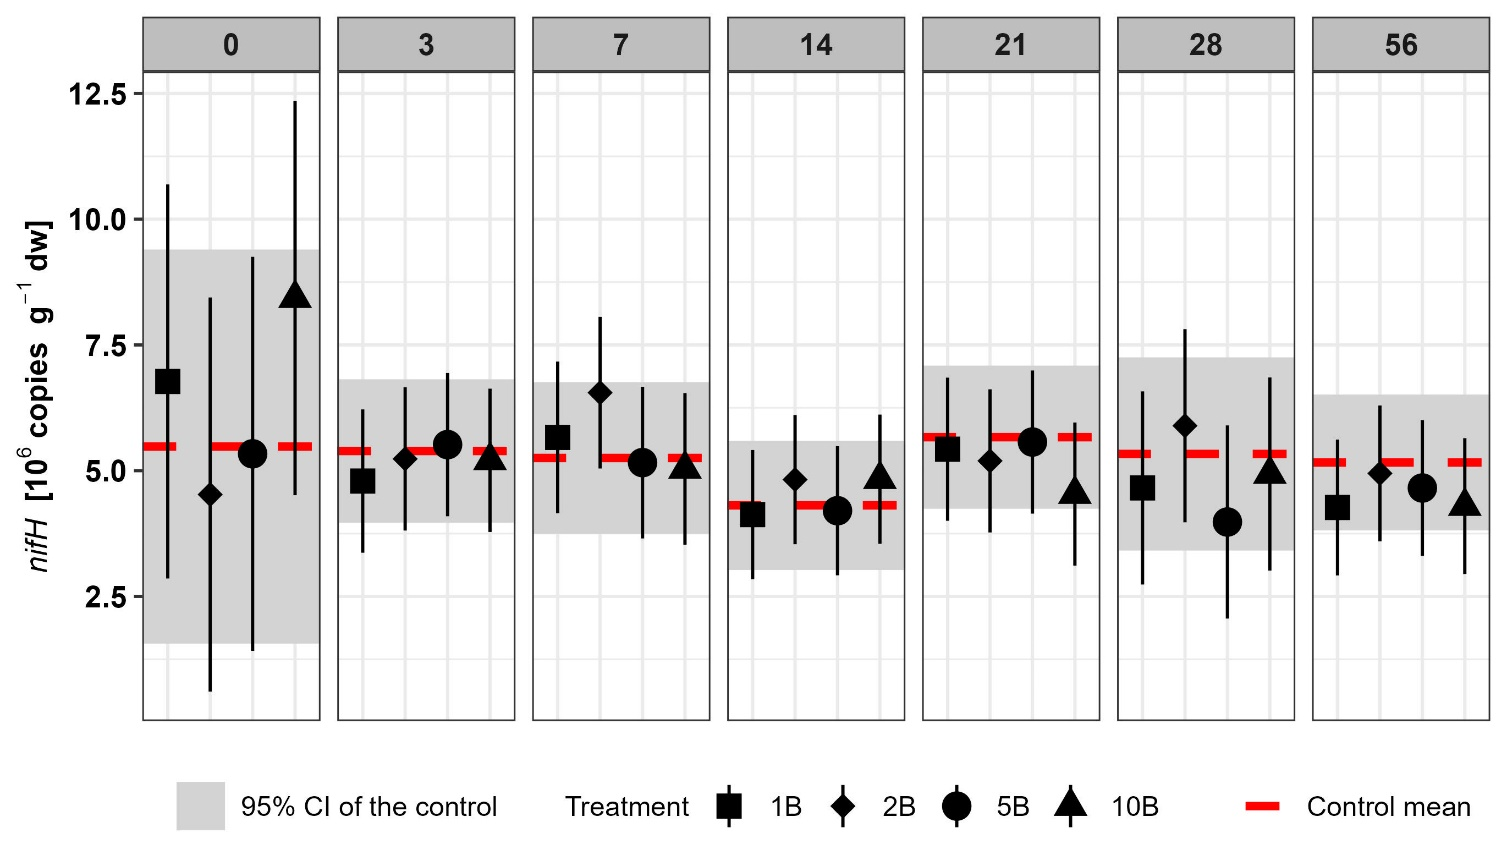 0 3 7 14 21 28 56
12.5
10.0
7.5
5.0
2.5
nifH [10⁶ copies g⁻¹ dw]
95% CI of the control Treatment 1B 2B 5B 10B Control mean